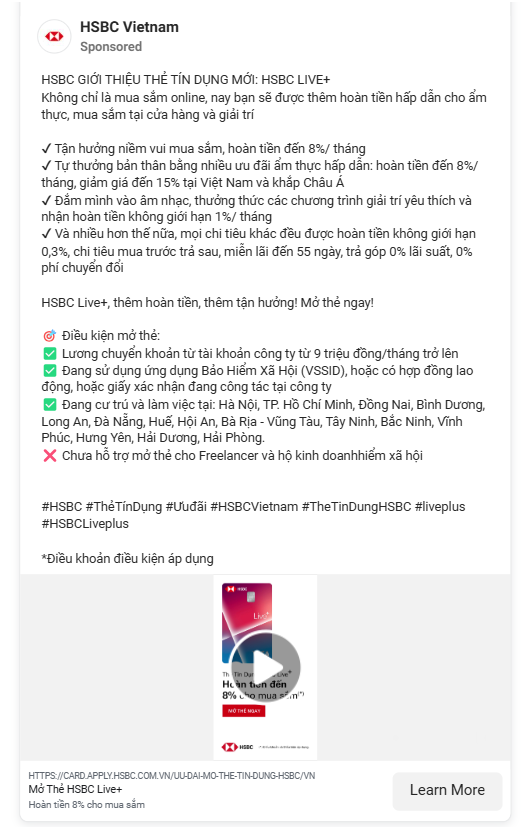 HSBC Vietnam
Sponsored
HSBC GIỚI THIỆU THẺ TÍN DỤNG MỚI: HSBC LIVE+
Không chỉ là mua sắm online, nay bạn sẽ được thêm hoàn tiền hấp dẫn cho ẩm
thực, mua sắm tại cửa hàng và giải trí
✓ Tận hưởng niềm vui mua sắm, hoàn tiền đến 8%/ tháng
✓ Tự thưởng bản thân bằng nhiều ưu đãi ẩm thực hấp dẫn: hoàn tiền đến 8%/
tháng, giảm giá đến 15% tại Việt Nam và khắp Châu Á
✓ Đắm mình vào âm nhạc, thưởng thức các chương trình giải trí yêu thích và
nhận hoàn tiền không giới hạn 1%/ tháng
✓ Và nhiều hơn thế nữa, mọi chi tiêu khác đều được hoàn tiền không giới hạn
0,3%, chi tiêu mua trước trả sau, miễn lãi đến 55 ngày, trả góp 0% lãi suất, 0%
phí chuyển đổi
HSBC Live+, thêm hoàn tiền, thêm tận hưởng! Mở thẻ ngay!
🎯 Điều kiện mở thẻ:
✅ Lương chuyển khoản từ tài khoản công ty từ 9 triệu đồng/tháng trở lên
✅ Đang sử dụng ứng dụng Bảo Hiểm Xã Hội (VSSID), hoặc có hợp đồng lao
động, hoặc giấy xác nhận đang công tác tại công ty
✅ Đang cư trú và làm việc tại: Hà Nội, TP. Hồ Chí Minh, Đồng Nai, Bình Dương,
Long An, Đà Nẵng, Huế, Hội An, Bà Rịa - Vũng Tàu, Tây Ninh, Bắc Ninh, Vĩnh
Phúc, Hưng Yên, Hải Dương, Hải Phòng.
❌ Chưa hỗ trợ mở thẻ cho Freelancer và hộ kinh doanhhiểm xã hội
#HSBC #ThẻTínDụng #Ưuđãi #HSBCVietnam #TheTinDungHSBC #liveplus
#HSBCLiveplus
*Điều khoản điều kiện áp dụng
HSBC
Live+
Live+
Hoàn tiền đến
8% cho mua sắm(*)
MỞ THẺ NGAY
HSBC
HTTPS://CARD.APPLY.HSBC.COM.VN/UU-DAI-MO-THE-TIN-DUNG-HSBC/VN
Mở Thẻ HSBC Live+
Hoàn tiền 8% cho mua sắm
Learn More